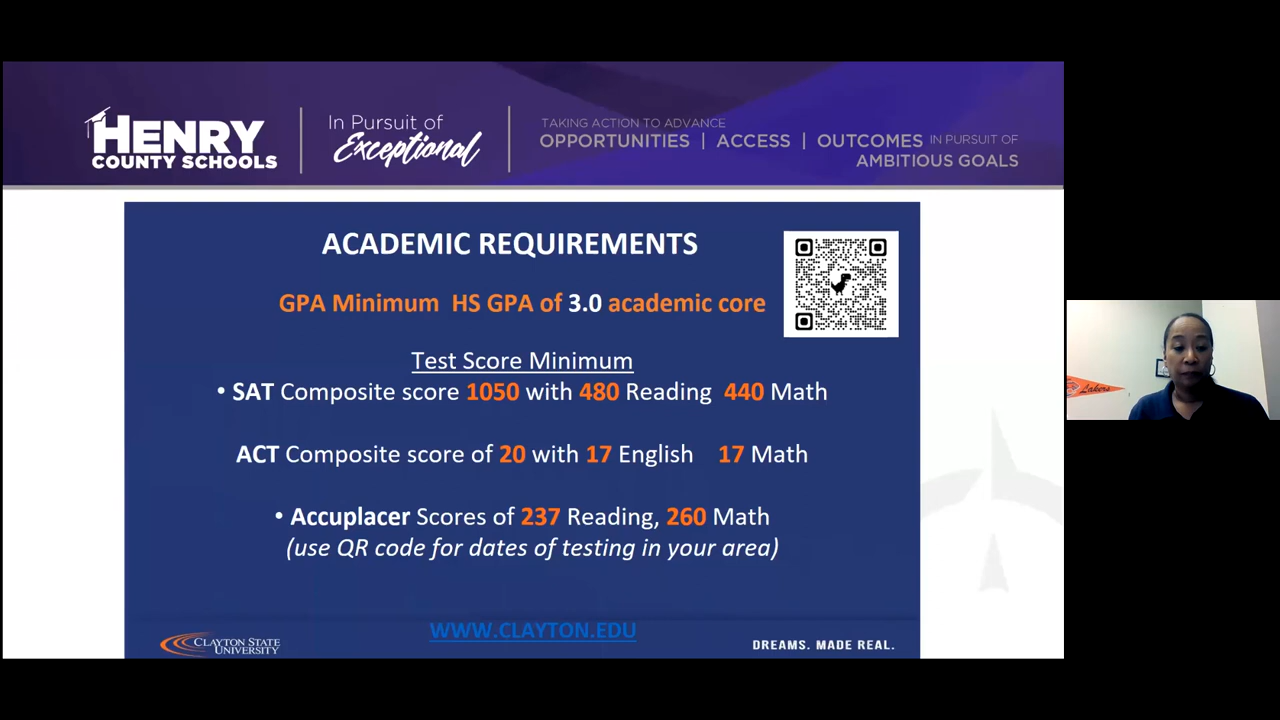 HENRY
COUNTY SCHOOLS
In Pursuit of
Exceptional
TAKING ACTION TO ADVANCE
OPPORTUNITIES | ACCESS | OUTCOMES IN PURSUIT OF
AMBITIOUS GOALS
ACADEMIC REQUIREMENTS
GPA Minimum HS GPA of 3.0 academic core
Test Score Minimum
• SAT Composite score 1050 with 480 Reading 440 Math
ACT Composite score of 20 with 17 English 17 Math
• Accuplacer Scores of 237 Reading, 260 Math
(use QR code for dates of testing in your area)
WWW.CLAYTON.EDU
CLAYTON STATE
UNIVERSITY
DREAMS. MADE REAL.
Lakers